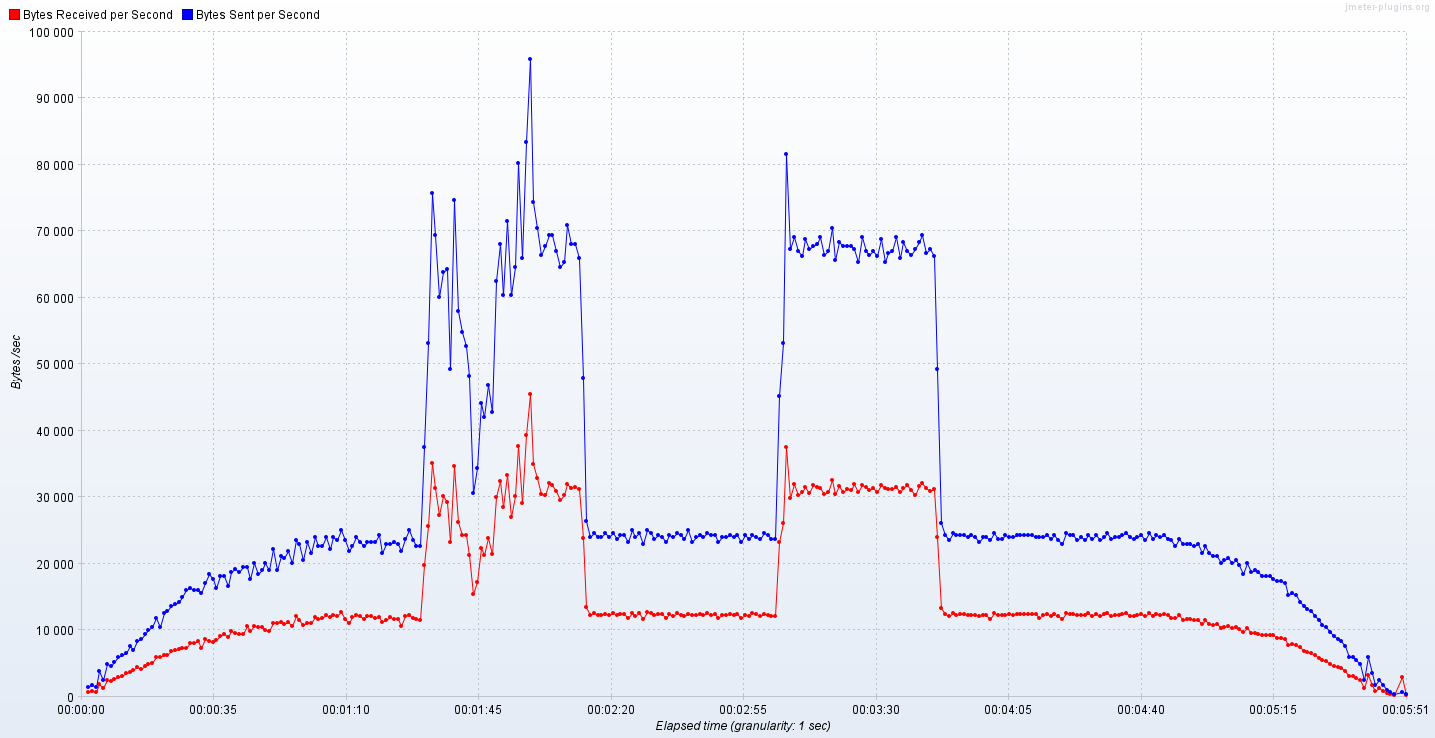 Bytes Received per Second Bytes Sent per Second
jmeter-plugins.org
100 000
90 000
80 000
70 000
60 000
50 000
40 000
30 000
20 000
10 000
0
Bytes /sec
00:00:00 00:00:35 00:01:10 00:01:45 00:02:20 00:02:55 00:03:30 00:04:05 00:04:40 00:05:15 00:05:51
Elapsed time (granularity: 1 sec)